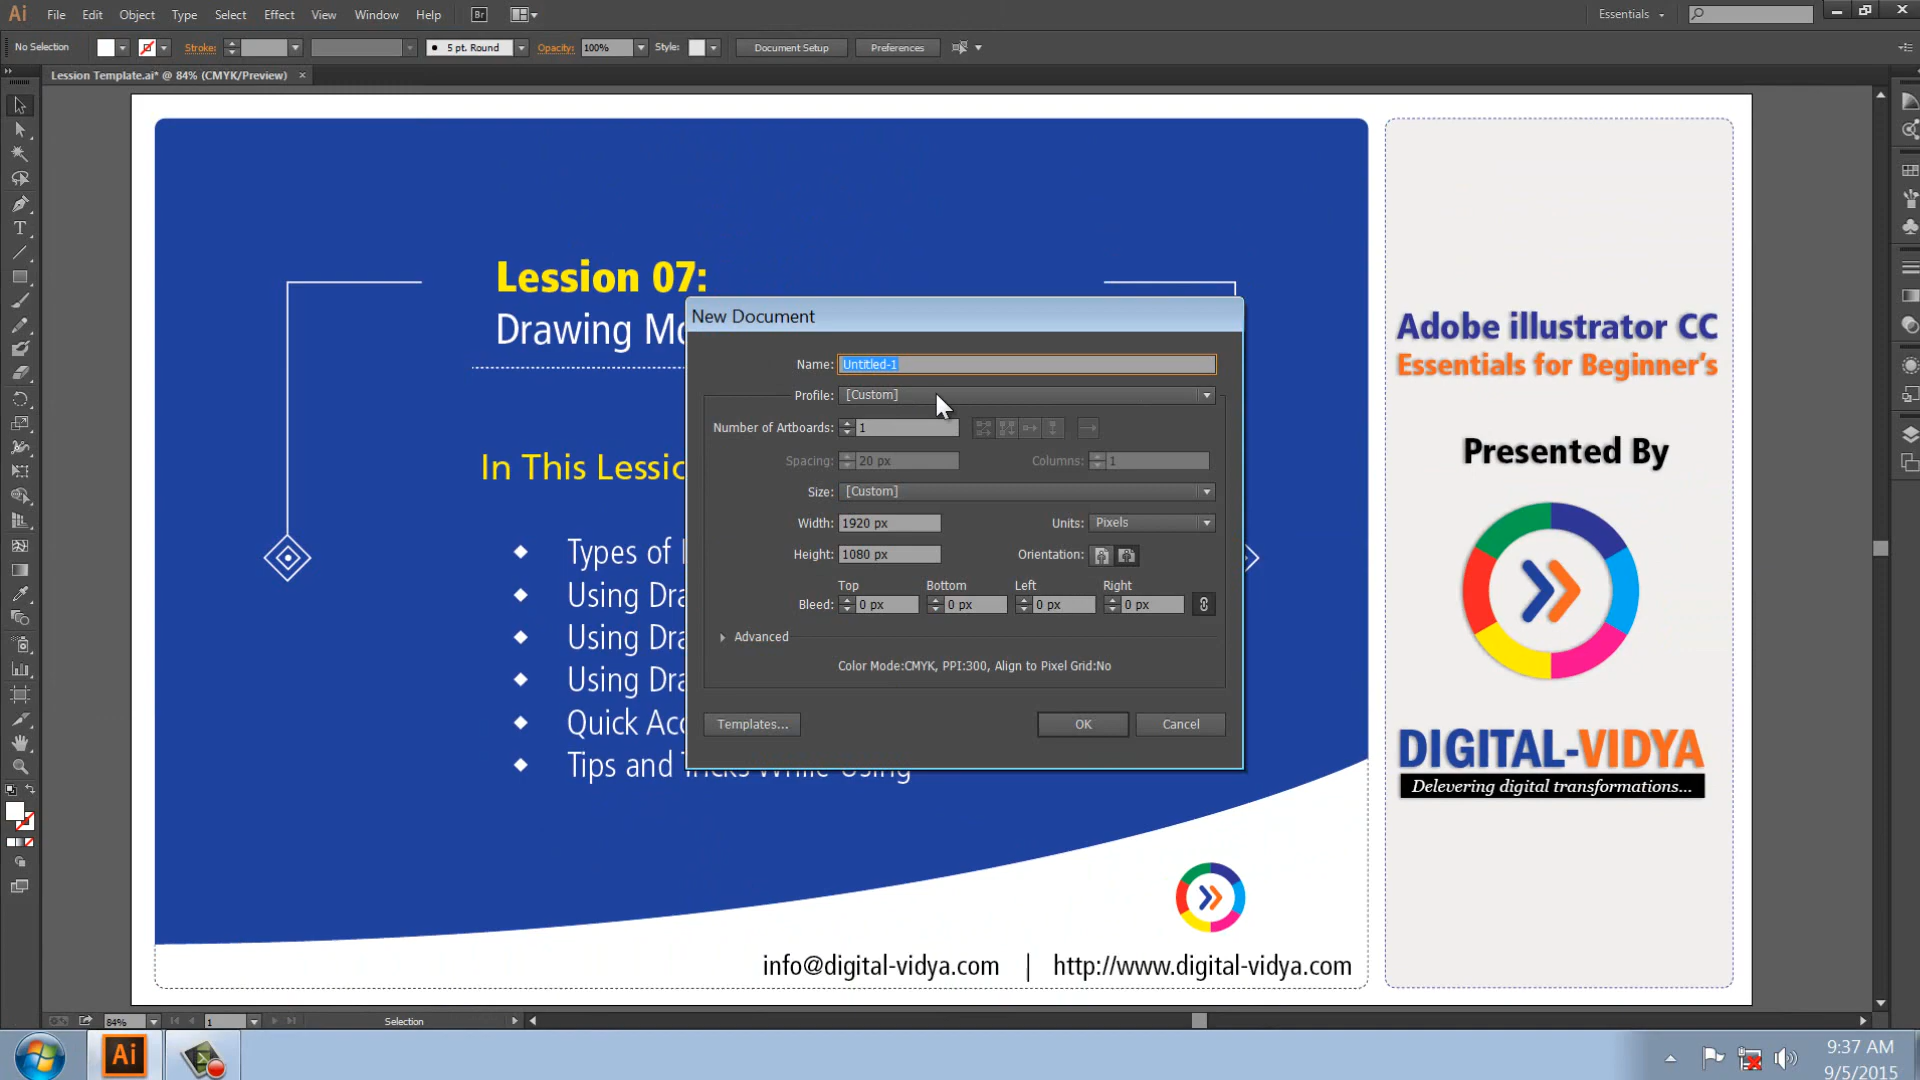 Ai File Edit Object Type Select Effect View Window Help Br Essentials
No Selection Stroke: 5 pt. Round Opacity: 100% Style: Document Setup Preferences
Lession Template.ai* @ 84% (CMYK/Preview) ×
Lession 07:
Drawing Mo
In This Lessic
Types of
Using Dra
Using Dra
Using Dra
Quick Acc
Tips and Tricks While Using
New Document
Name: Untitled-1
Profile: [Custom]
Number of Artboards: 1
Spacing: 20 px Columns: 1
Size: [Custom]
Width: 1920 px Units: Pixels
Height: 1080 px Orientation:
Top Bottom Left Right
Bleed: 0 px 0 px 0 px 0 px
Advanced
Color Mode:CMYK, PPI:300, Align to Pixel Grid:No
Templates... OK Cancel
Adobe illustrator CC
Essentials for Beginner's
Presented By
DIGITAL-VIDYA
Delevering digital transformations...
info@digital-vidya.com | http://www.digital-vidya.com
84% 1 Selection
Ai
9:37 AM
9/5/2015